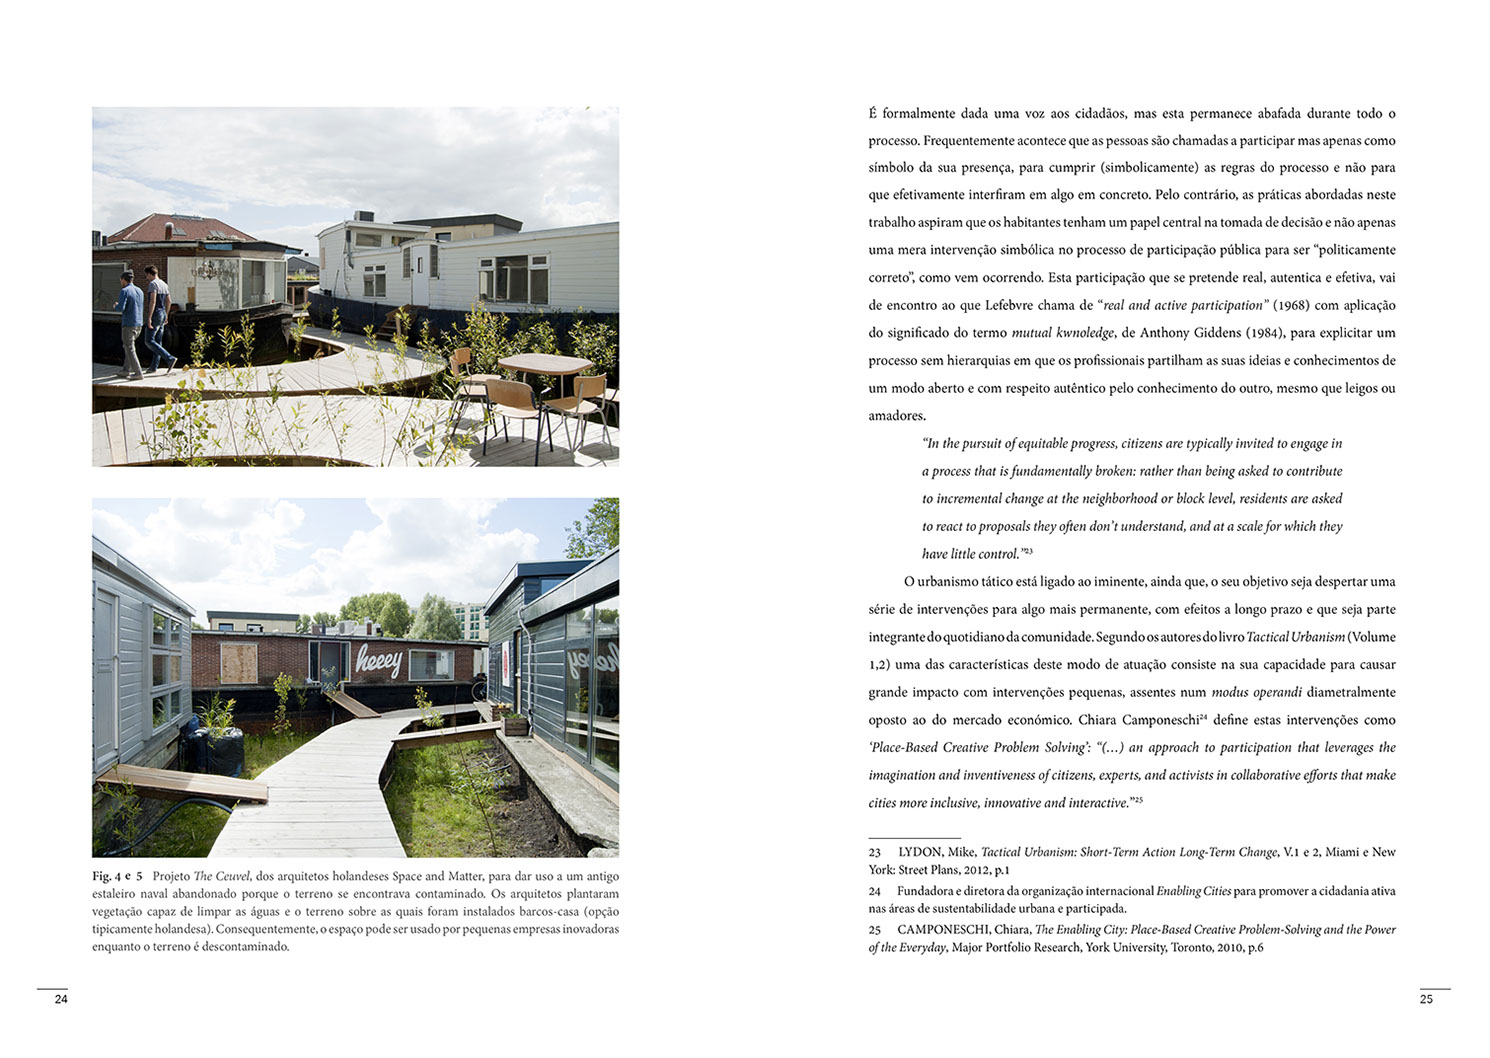 heeey
Fig. 4 e 5 Projeto The Ceuvel, dos arquitetos holandeses Space and Matter, para dar uso a um antigo
estaleiro naval abandonado porque o terreno se encontrava contaminado. Os arquitetos plantaram
vegetação capaz de limpar as águas e o terreno sobre as quais foram instalados barcos-casa (opção
tipicamente holandesa). Consequentemente, o espaço pode ser usado por pequenas empresas inovadoras
enquanto o terreno é descontaminado.
24
É formalmente dada uma voz aos cidadãos, mas esta permanece abafada durante todo o
processo. Frequentemente acontece que as pessoas são chamadas a participar mas apenas como
símbolo da sua presença, para cumprir (simbolicamente) as regras do processo e não para
que efetivamente interfiram em algo em concreto. Pelo contrário, as práticas abordadas neste
trabalho aspiram que os habitantes tenham um papel central na tomada de decisão e não apenas
uma mera intervenção simbólica no processo de participação pública para ser “politicamente
correto”, como vem ocorrendo. Esta participação que se pretende real, autentica e efetiva, vai
de encontro ao que Lefebvre chama de “real and active participation” (1968) com aplicação
do significado do termo mutual kwnoledge, de Anthony Giddens (1984), para explicitar um
processo sem hierarquias em que os profissionais partilham as suas ideias e conhecimentos de
um modo aberto e com respeito autêntico pelo conhecimento do outro, mesmo que leigos ou
amadores.
“In the pursuit of equitable progress, citizens are typically invited to engage in
a process that is fundamentally broken: rather than being asked to contribute
to incremental change at the neighborhood or block level, residents are asked
to react to proposals they often don’t understand, and at a scale for which they
have little control.”23
O urbanismo tático está ligado ao iminente, ainda que, o seu objetivo seja despertar uma
série de intervenções para algo mais permanente, com efeitos a longo prazo e que seja parte
integrante do quotidiano da comunidade. Segundo os autores do livro Tactical Urbanism (Volume
1,2) uma das características deste modo de atuação consiste na sua capacidade para causar
grande impacto com intervenções pequenas, assentes num modus operandi diametralmente
oposto ao do mercado económico. Chiara Camponeschi24 define estas intervenções como
‘Place-Based Creative Problem Solving’: “(…) an approach to participation that leverages the
imagination and inventiveness of citizens, experts, and activists in collaborative efforts that make
cities more inclusive, innovative and interactive.”25
23 LYDON, Mike, Tactical Urbanism: Short-Term Action Long-Term Change, V.1 e 2, Miami e New
York: Street Plans, 2012, p.1
24 Fundadora e diretora da organização internacional Enabling Cities para promover a cidadania ativa
nas áreas de sustentabilidade urbana e participada.
25 CAMPONESCHI, Chiara, The Enabling City: Place-Based Creative Problem-Solving and the Power
of the Everyday, Major Portfolio Research, York University, Toronto, 2010, p.6
25